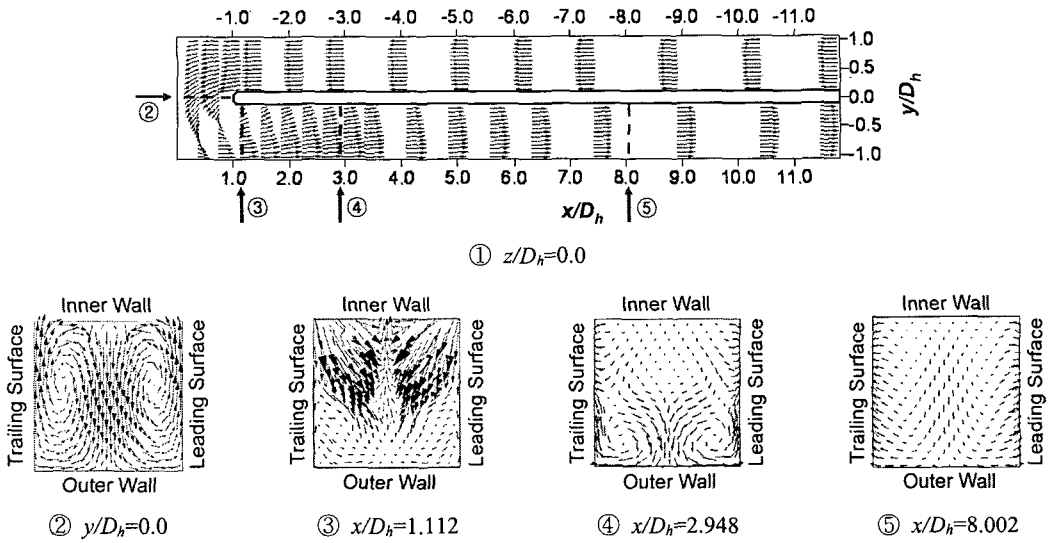 -1.0 -2.0 -3.0 -4.0 -5.0 -6.0 -7.0 -8.0 -9.0 -10.0 -11.0
1.0
0.5
0.0
-0.5
-1.0
y/Dh
②
1.0 2.0 3.0 4.0 5.0 6.0 7.0 8.0 9.0 10.0 11.0
③ ④ x/Dh ⑤
① z/Dh=0.0
Inner Wall
Trailing Surface
Leading Surface
Outer Wall
② y/Dh=0.0
Inner Wall
Trailing Surface
Leading Surface
Outer Wall
③ x/Dh=1.112
Inner Wall
Trailing Surface
Leading Surface
Outer Wall
④ x/Dh=2.948
Inner Wall
Trailing Surface
Leading Surface
Outer Wall
⑤ x/Dh=8.002